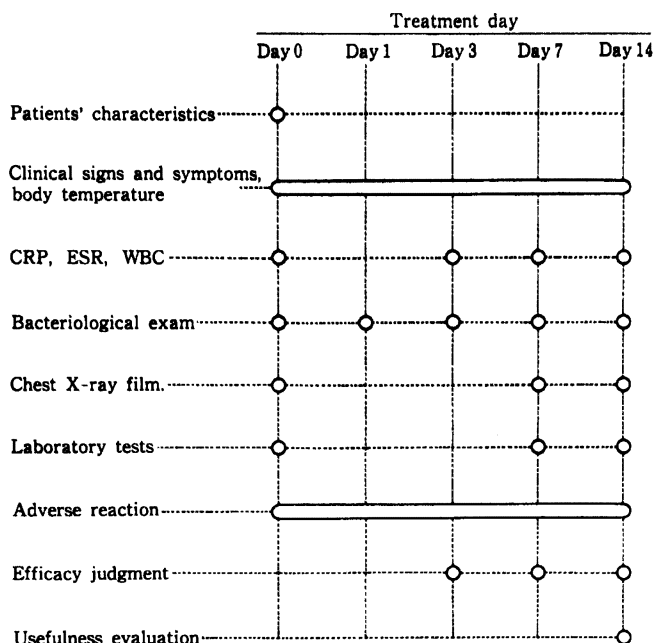 Treatment day
Day 0 Day 1 Day 3 Day 7 Day 14
Patients' characteristics
Clinical signs and symptoms,
body temperature
CRP, ESR, WBC
Bacteriological exam
Chest X-ray film.
Laboratory tests
Adverse reaction
Efficacy judgment
Usefulness evaluation